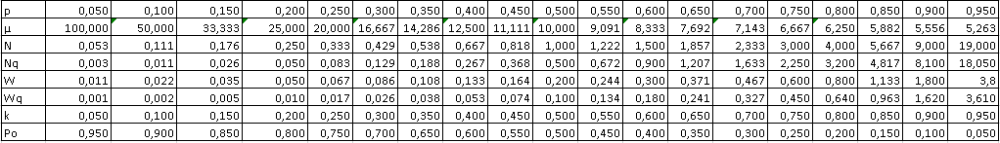 p 0,050 0,100 0,150 0,200 0,250 0,300 0,350 0,400 0,450 0,500 0,550 0,600 0,650 0,700 0,750 0,800 0,850 0,900 0,950
μ 100,000 50,000 33,333 25,000 20,000 16,667 14,286 12,500 11,111 10,000 9,091 8,333 7,692 7,143 6,667 6,250 5,882 5,556 5,263
N 0,053 0,111 0,176 0,250 0,333 0,429 0,538 0,667 0,818 1,000 1,222 1,500 1,857 2,333 3,000 4,000 5,667 9,000 19,000
Nq 0,003 0,011 0,026 0,050 0,083 0,129 0,188 0,267 0,368 0,500 0,672 0,900 1,207 1,633 2,250 3,200 4,817 8,100 18,050
W 0,011 0,022 0,035 0,050 0,067 0,086 0,108 0,133 0,164 0,200 0,244 0,300 0,371 0,467 0,600 0,800 1,133 1,800 3,8
Wq 0,001 0,002 0,005 0,010 0,017 0,026 0,038 0,053 0,074 0,100 0,134 0,180 0,241 0,327 0,450 0,640 0,963 1,620 3,610
k 0,050 0,100 0,150 0,200 0,250 0,300 0,350 0,400 0,450 0,500 0,550 0,600 0,650 0,700 0,750 0,800 0,850 0,900 0,950
Po 0,950 0,900 0,850 0,800 0,750 0,700 0,650 0,600 0,550 0,500 0,450 0,400 0,350 0,300 0,250 0,200 0,150 0,100 0,050